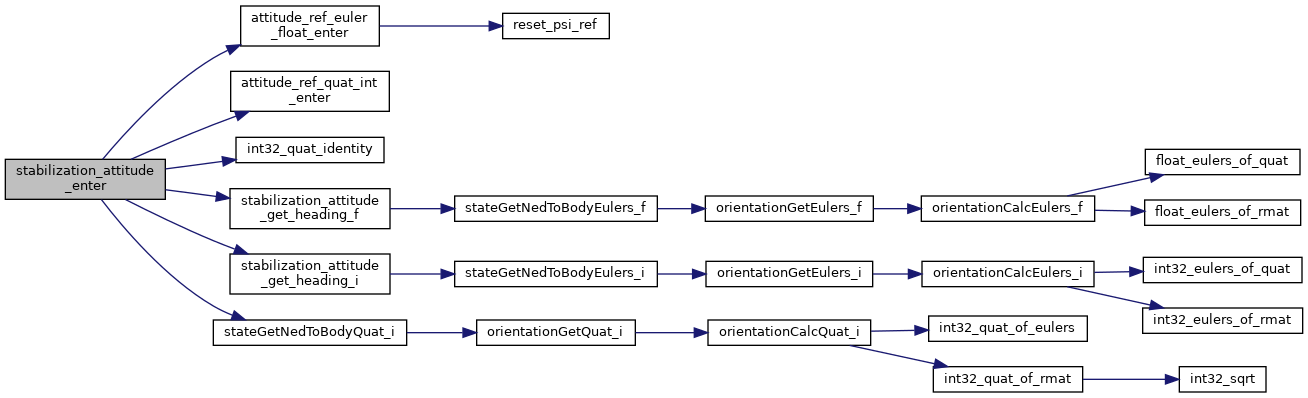 attitude_ref_euler
_float_enter
reset_psi_ref
attitude_ref_quat_int
_enter
int32_quat_identity
stabilization_attitude
_enter
stabilization_attitude
_get_heading_f
stateGetNedToBodyEulers_f
orientationGetEulers_f
orientationCalcEulers_f
float_eulers_of_quat
float_eulers_of_rmat
stabilization_attitude
_get_heading_i
stateGetNedToBodyEulers_i
orientationGetEulers_i
orientationCalcEulers_i
int32_eulers_of_quat
int32_eulers_of_rmat
stateGetNedToBodyQuat_i
orientationGetQuat_i
orientationCalcQuat_i
int32_quat_of_eulers
int32_quat_of_rmat
int32_sqrt